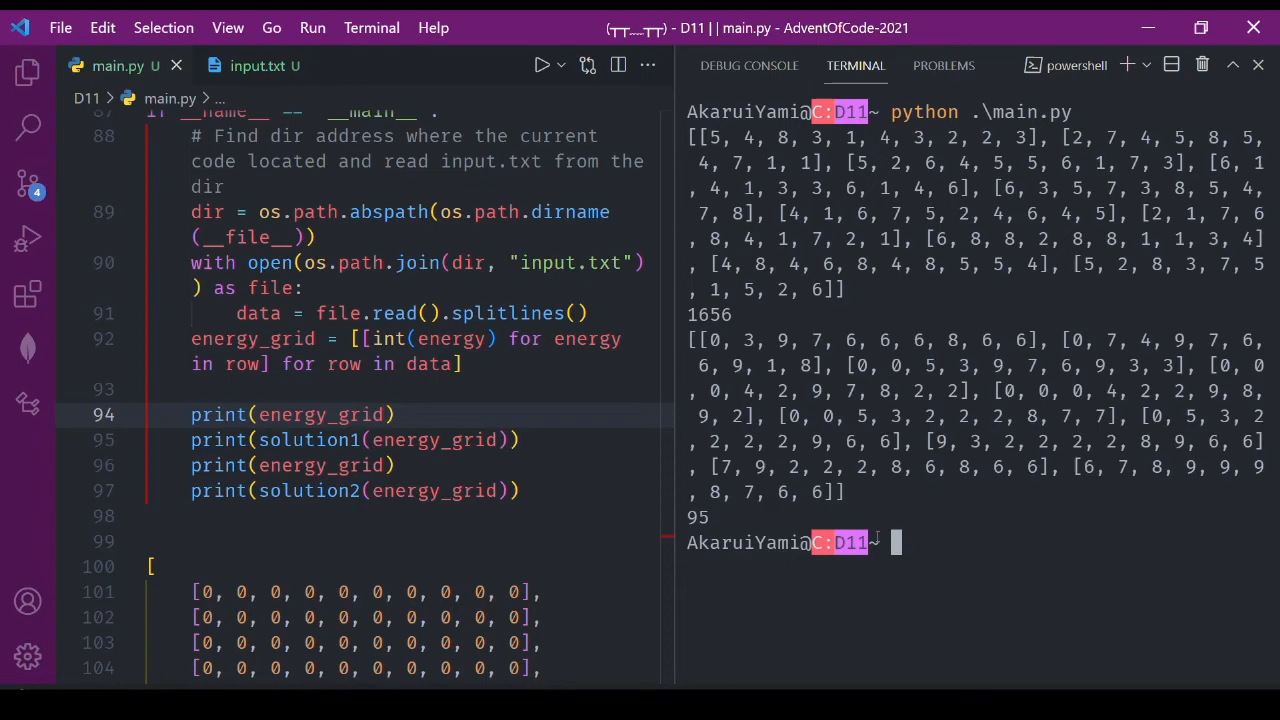 File Edit Selection View Go Run Terminal Help (┬┬﹏┬┬) - D11 | | main.py - AdventOfCode-2021
main.py U input.txt U
D11 > main.py > ...
87 if __name__ == "__main__":
88 # Find dir address where the current
code located and read input.txt from the
dir
89 dir = os.path.abspath(os.path.dirname
(__file__))
90 with open(os.path.join(dir, "input.txt")
) as file:
91 data = file.read().splitlines()
92 energy_grid = [[int(energy) for energy
in row] for row in data]
93
94 print(energy_grid)
95 print(solution1(energy_grid))
96 print(energy_grid)
97 print(solution2(energy_grid))
98
99
100 [
101 [0, 0, 0, 0, 0, 0, 0, 0, 0, 0],
102 [0, 0, 0, 0, 0, 0, 0, 0, 0, 0],
103 [0, 0, 0, 0, 0, 0, 0, 0, 0, 0],
104 [0, 0, 0, 0, 0, 0, 0, 0, 0, 0],
4
DEBUG CONSOLE TERMINAL PROBLEMS powershell
AkaruiYami@C:D11~ python .\main.py
[[5, 4, 8, 3, 1, 4, 3, 2, 2, 3], [2, 7, 4, 5, 8, 5,
4, 7, 1, 1], [5, 2, 6, 4, 5, 5, 6, 1, 7, 3], [6, 1
, 4, 1, 3, 3, 6, 1, 4, 6], [6, 3, 5, 7, 3, 8, 5, 4,
7, 8], [4, 1, 6, 7, 5, 2, 4, 6, 4, 5], [2, 1, 7, 6
, 8, 4, 1, 7, 2, 1], [6, 8, 8, 2, 8, 8, 1, 1, 3, 4]
, [4, 8, 4, 6, 8, 4, 8, 5, 5, 4], [5, 2, 8, 3, 7, 5
, 1, 5, 2, 6]]
1656
[[0, 3, 9, 7, 6, 6, 6, 8, 6, 6], [0, 7, 4, 9, 7, 6,
6, 9, 1, 8], [0, 0, 5, 3, 9, 7, 6, 9, 3, 3], [0, 0
, 0, 4, 2, 9, 7, 8, 2, 2], [0, 0, 0, 4, 2, 2, 9, 8,
9, 2], [0, 0, 5, 3, 2, 2, 2, 8, 7, 7], [0, 5, 3, 2
, 2, 2, 2, 9, 6, 6], [9, 3, 2, 2, 2, 2, 8, 9, 6, 6]
, [7, 9, 2, 2, 2, 8, 6, 8, 6, 6], [6, 7, 8, 9, 9, 9
, 8, 7, 6, 6]]
95
AkaruiYami@C:D11~